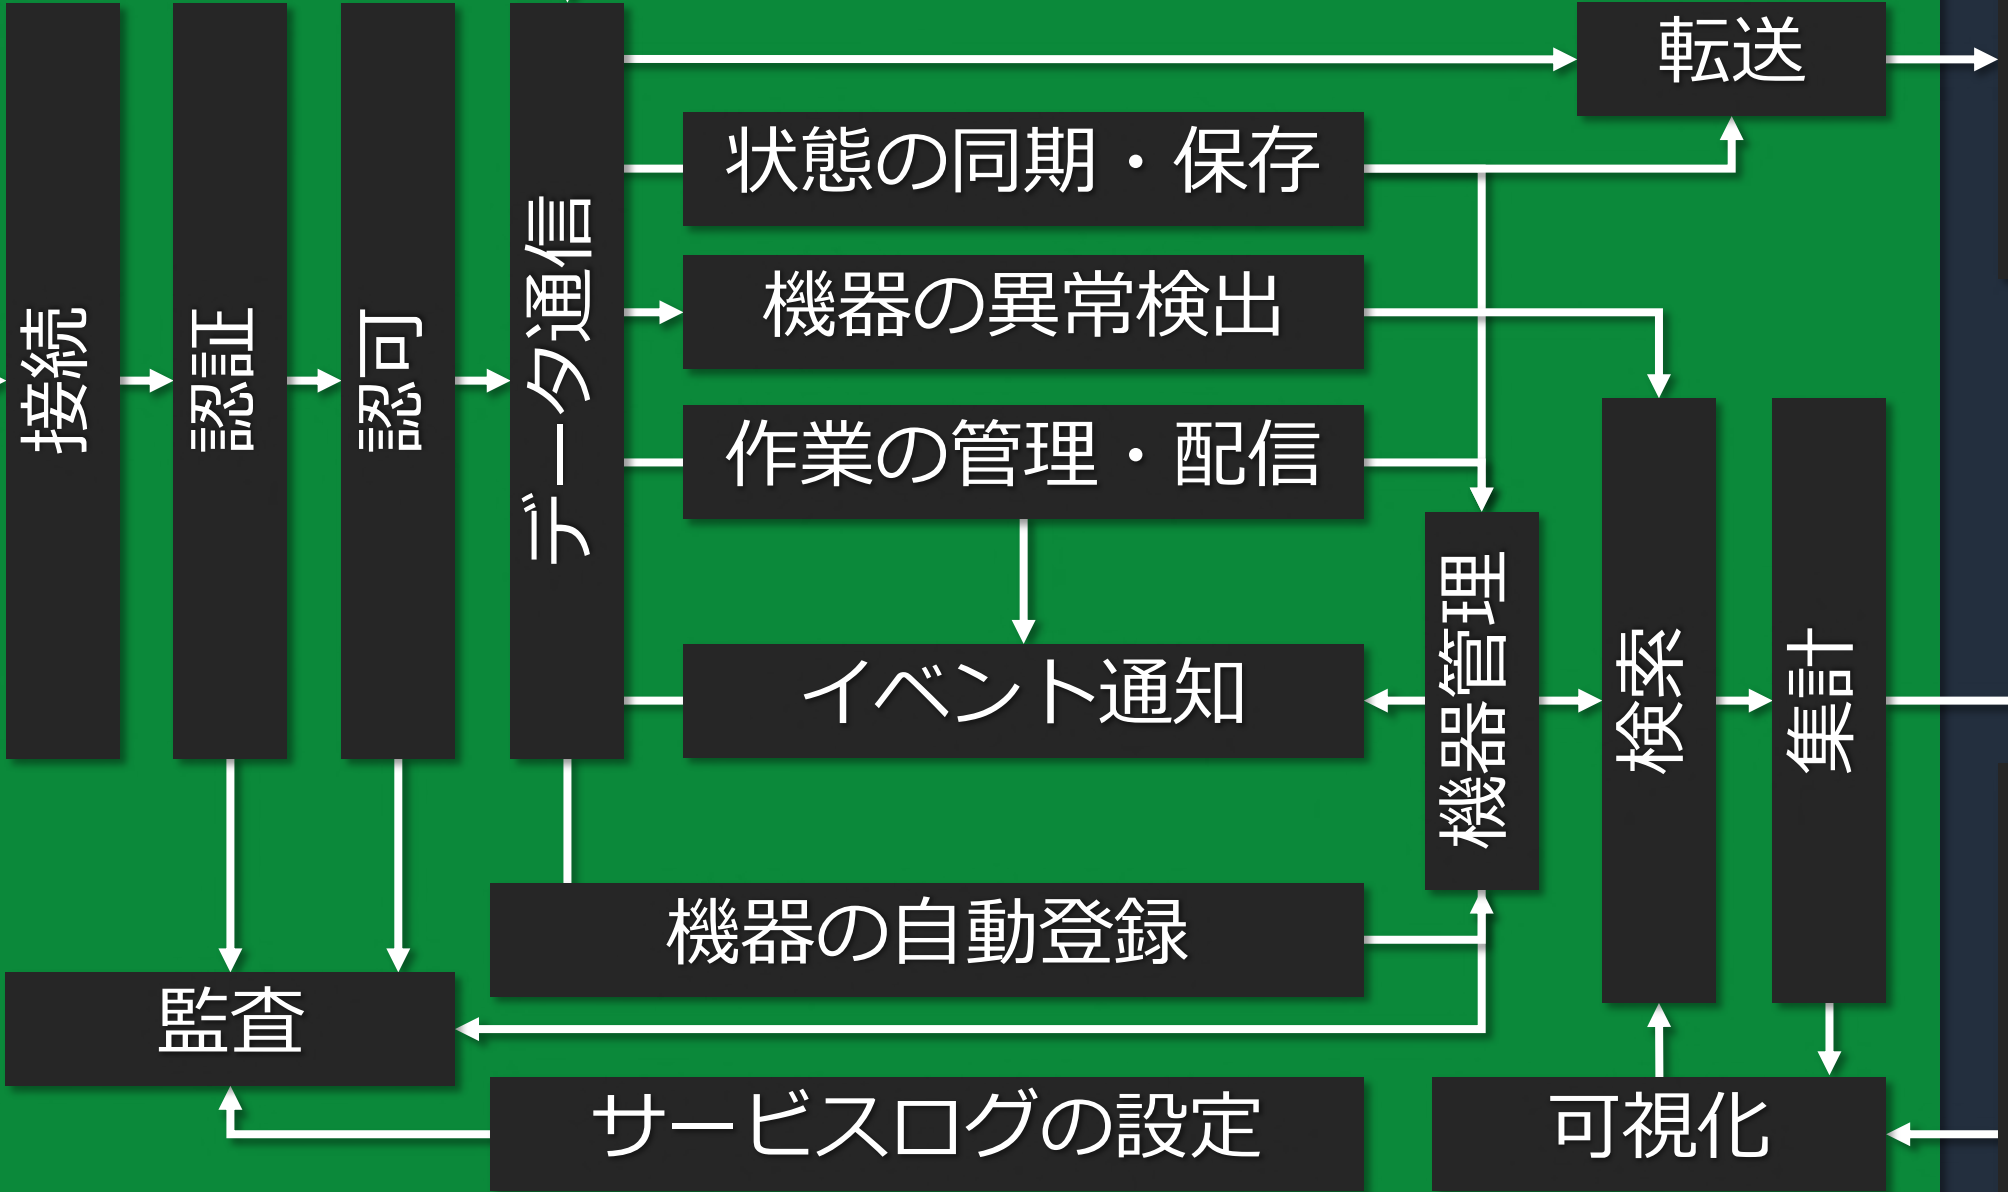 接続
認証
認可
データ通信
転送
状態の同期・保存
機器の異常検出
作業の管理・配信
イベント通知
機器管理
検索
集計
機器の自動登録
監査
サービスログの設定
可視化